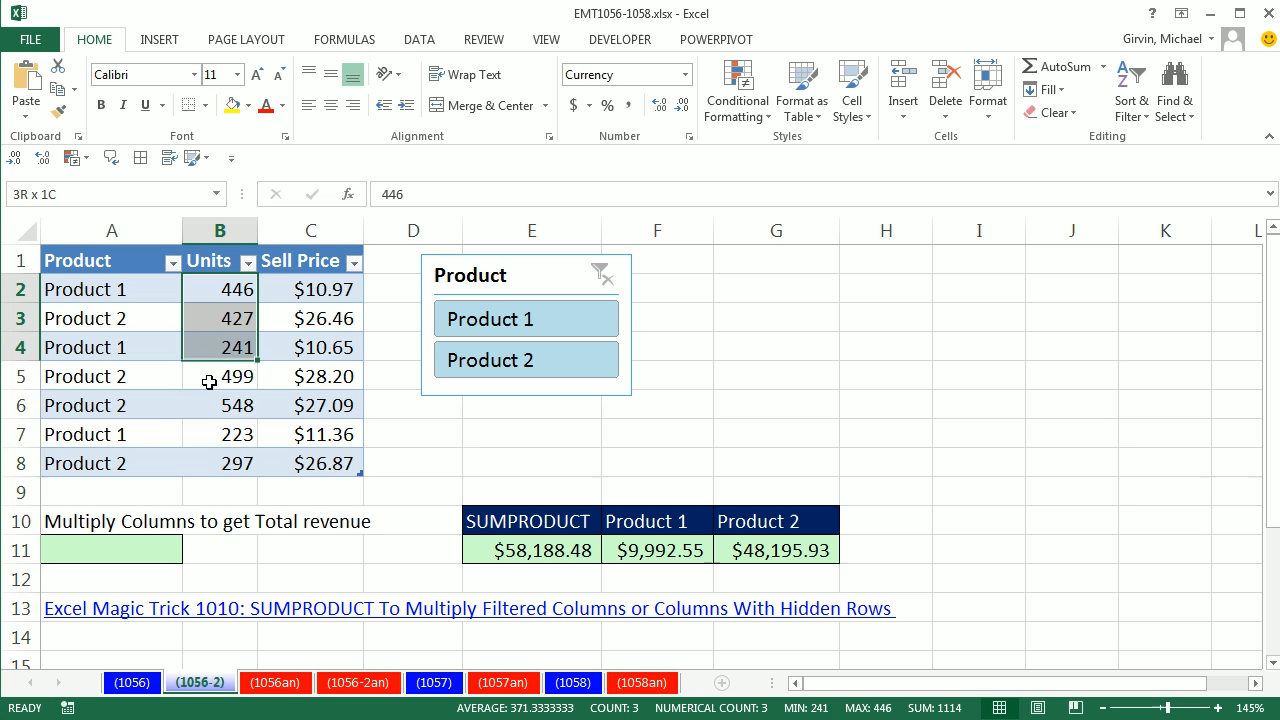 EMT1056-1058.xlsx - Excel
FILE HOME INSERT PAGE LAYOUT FORMULAS DATA REVIEW VIEW DEVELOPER POWERPIVOT Girvin, Michael
Calibri 11 Wrap Text Currency AutoSum
Paste Conditional Format as Cell Insert Delete Format Fill Sort & Find &
B I U A Merge & Center $ % , Formatting Table Styles Clear Filter Select
Clipboard Font Alignment Number Styles Cells Editing
3R x 1C fx 446
A B C D E F G H I J K L
1 Product Units Sell Price
2 Product 1 446 $10.97
3 Product 2 427 $26.46
4 Product 1 241 $10.65
5 Product 2 499 $28.20
6 Product 2 548 $27.09
7 Product 1 223 $11.36
8 Product 2 297 $26.87
Product
Product 1
Product 2
9
10 Multiply Columns to get Total revenue SUMPRODUCT Product 1 Product 2
11 $58,188.48 $9,992.55 $48,195.93
12
13 Excel Magic Trick 1010: SUMPRODUCT To Multiply Filtered Columns or Columns With Hidden Rows
14
15
(1056) (1056-2) (1056an) (1056-2an) (1057) (1057an) (1058) (1058an)
READY AVERAGE: 371.3333333 COUNT: 3 NUMERICAL COUNT: 3 MIN: 241 MAX: 446 SUM: 1114 145%